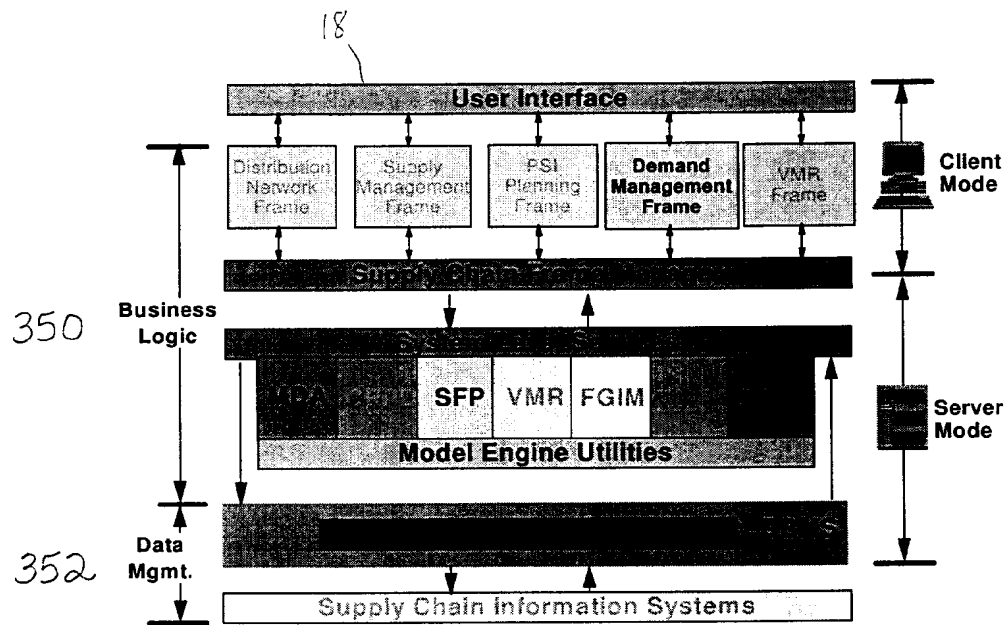 18
User Interface
Distribution
Network
Frame
Supply
Management
Frame
PSI
Planning
Frame
Demand
Management
Frame
VMR
Frame
Client
Mode
Supply Chain Frame Manager
350
Business
Logic
SFP
VMR
FGIM
Model Engine Utilities
Server
Mode
352
Data
Mgmt.
Supply Chain Information Systems